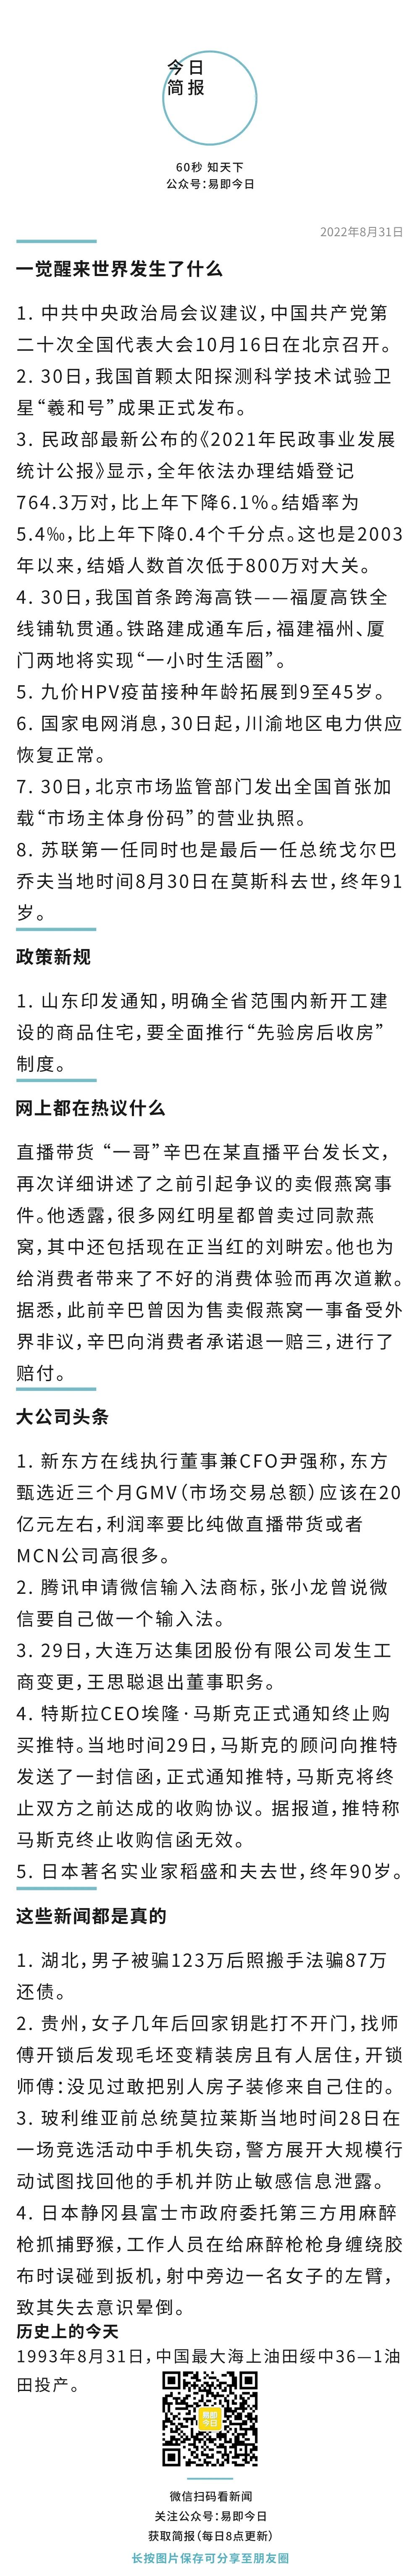 今日
简报
60秒 知天下
公众号：易即今日
2022年8月31日
一觉醒来世界发生了什么
1. 中共中央政治局会议建议，中国共产党第
二十次全国代表大会10月16日在北京召开。
2. 30日，我国首颗太阳探测科学技术试验卫
星“羲和号”成果正式发布。
3. 民政部最新公布的《2021年民政事业发展
统计公报》显示，全年依法办理结婚登记
764.3万对，比上年下降6.1%。结婚率为
5.4‰，比上年下降0.4个千分点。这也是2003
年以来，结婚人数首次低于800万对大关。
4. 30日，我国首条跨海高铁——福厦高铁全
线铺轨贯通。铁路建成通车后，福建福州、厦
门两地将实现“一小时生活圈”。
5. 九价HPV疫苗接种年龄拓展到9至45岁。
6. 国家电网消息，30日起，川渝地区电力供应
恢复正常。
7. 30日，北京市场监管部门发出全国首张加
载“市场主体身份码”的营业执照。
8. 苏联第一任同时也是最后一任总统戈尔巴
乔夫当地时间8月30日在莫斯科去世，终年91
岁。
政策新规
1. 山东印发通知，明确全省范围内新开工建
设的商品住宅，要全面推行“先验房后收房”
制度。
网上都在热议什么
直播带货 “一哥”辛巴在某直播平台发长文，
再次详细讲述了之前引起争议的卖假燕窝事
件。他透露，很多网红明星都曾卖过同款燕
窝，其中还包括现在正当红的刘畊宏。他也为
给消费者带来了不好的消费体验而再次道歉。
据悉，此前辛巴曾因为售卖假燕窝一事备受外
界非议，辛巴向消费者承诺退一赔三，进行了
赔付。
大公司头条
1. 新东方在线执行董事兼CFO尹强称，东方
甄选近三个月GMV（市场交易总额）应该在20
亿元左右，利润率要比纯做直播带货或者
MCN公司高很多。
2. 腾讯申请微信输入法商标，张小龙曾说微
信要自己做一个输入法。
3. 29日，大连万达集团股份有限公司发生工
商变更，王思聪退出董事职务。
4. 特斯拉CEO埃隆·马斯克正式通知终止购
买推特。当地时间29日，马斯克的顾问向推特
发送了一封信函，正式通知推特，马斯克将终
止双方之前达成的收购协议。据报道，推特称
马斯克终止收购信函无效。
5. 日本著名实业家稻盛和夫去世，终年90岁。
这些新闻都是真的
1. 湖北，男子被骗123万后照搬手法骗87万
还债。
2. 贵州，女子几年后回家钥匙打不开门，找师
傅开锁后发现毛坯变精装房且有人居住，开锁
师傅：没见过敢把别人房子装修来自己住的。
3. 玻利维亚前总统莫拉莱斯当地时间28日在
一场竞选活动中手机失窃，警方展开大规模行
动试图找回他的手机并防止敏感信息泄露。
4. 日本静冈县富士市政府委托第三方用麻醉
枪抓捕野猴，工作人员在给麻醉枪枪身缠绕胶
布时误碰到扳机，射中旁边一名女子的左臂，
致其失去意识晕倒。
历史上的今天
1993年8月31日，中国最大海上油田绥中36—1油
田投产。
易即
今日
微信扫码看新闻
关注公众号：易即今日
获取简报（每日8点更新）
长按图片保存可分享至朋友圈